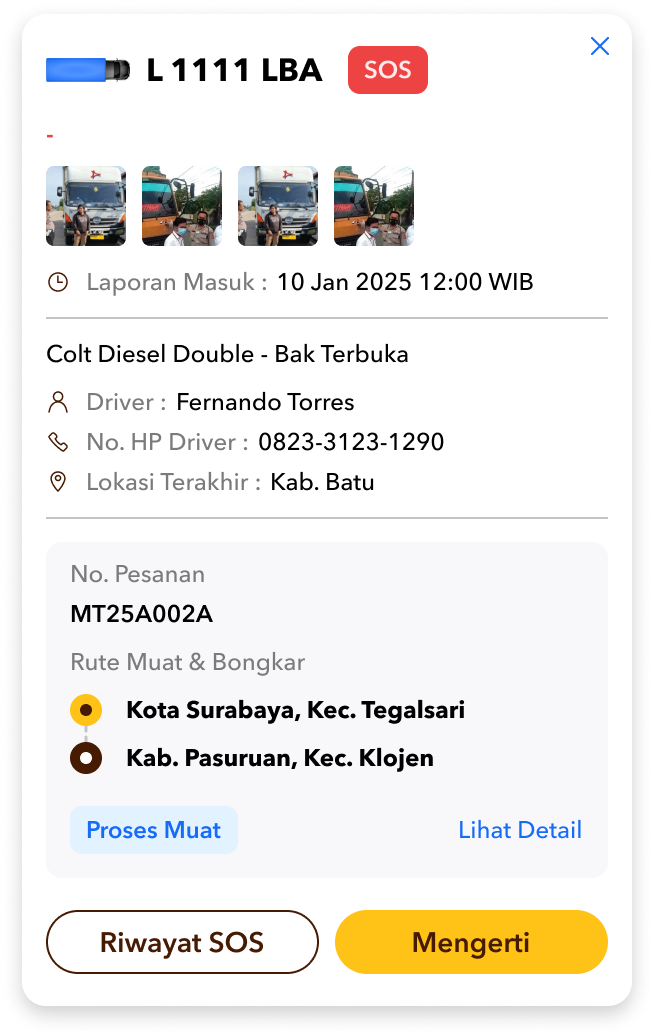 L 1111 LBA
SOS
-
Laporan Masuk : 10 Jan 2025 12:00 WIB
Colt Diesel Double - Bak Terbuka
Driver : Fernando Torres
No. HP Driver : 0823-3123-1290
Lokasi Terakhir : Kab. Batu
No. Pesanan
MT25A002A
Rute Muat & Bongkar
Kota Surabaya, Kec. Tegalsari
Kab. Pasuruan, Kec. Klojen
Proses Muat
Lihat Detail
Riwayat SOS
Mengerti